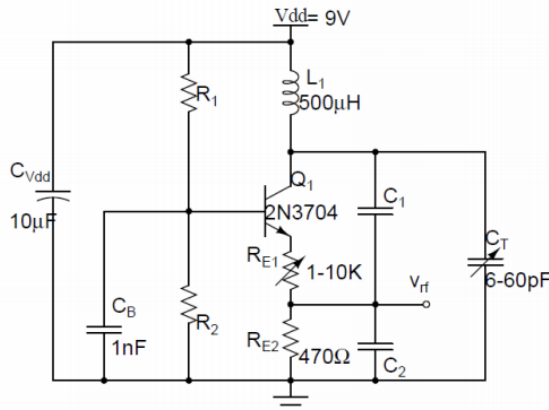 Vdd= 9V
L1
500µH
R1
CVdd
10µF
Q1
2N3704
C1
CT
6-60pF
RE1
1-10K
vrf
CB
1nF
R2
RE2
470Ω
C2